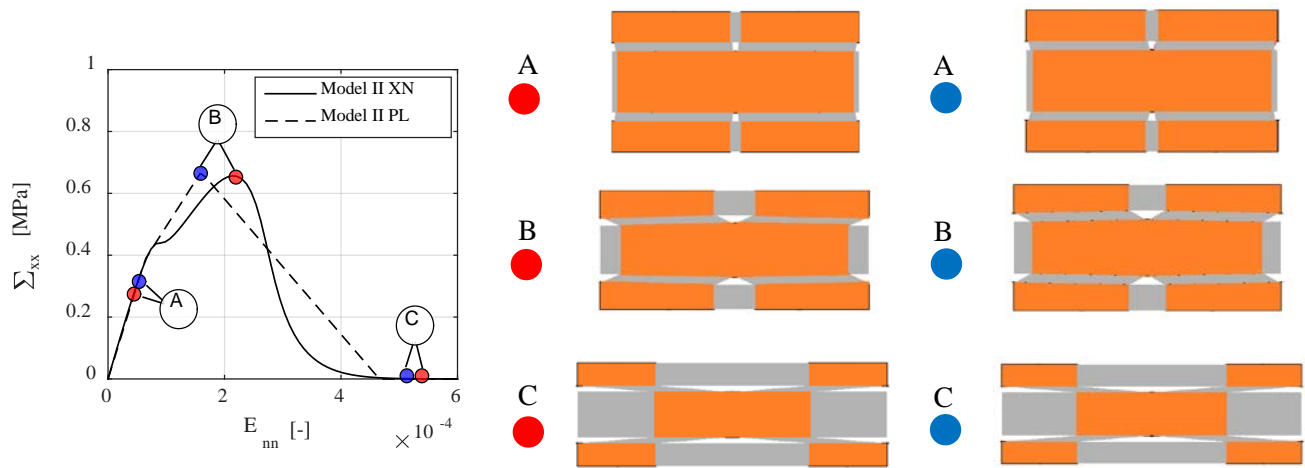 1
0.8
0.6
0.4
0.2
0
0
2
4
6
Σxx [MPa]
E nn [-]
× 10 -4
Model II XN
Model II PL
B
A
C
A
A
B
B
C
C